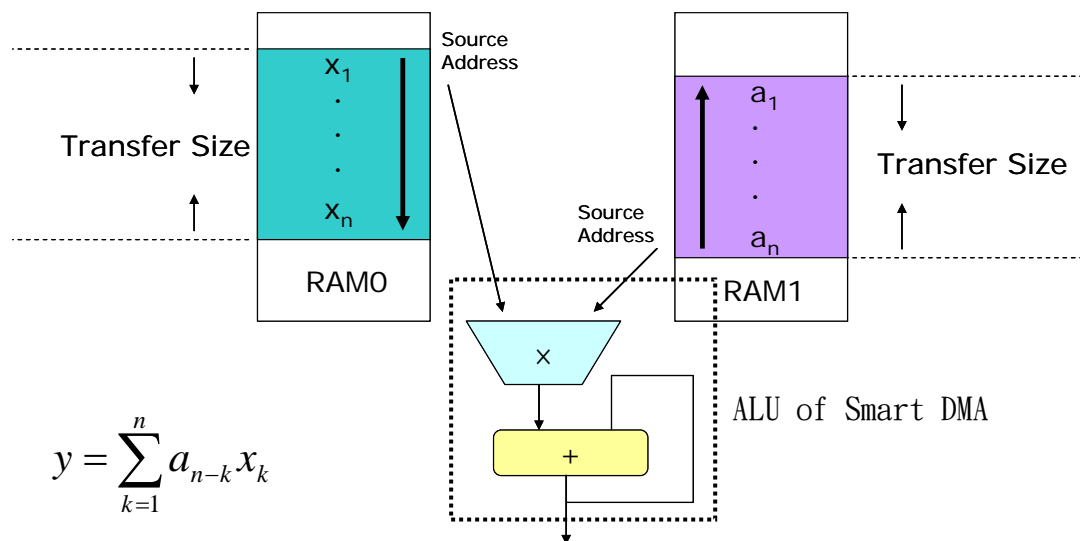 Source
Address
x₁
.
.
.
xₙ
Transfer Size
RAM0
a₁
.
.
.
aₙ
Transfer Size
Source
Address
RAM1
×
+
ALU of Smart DMA
y = \sum_{k=1}^{n} a_{n-k} x_k